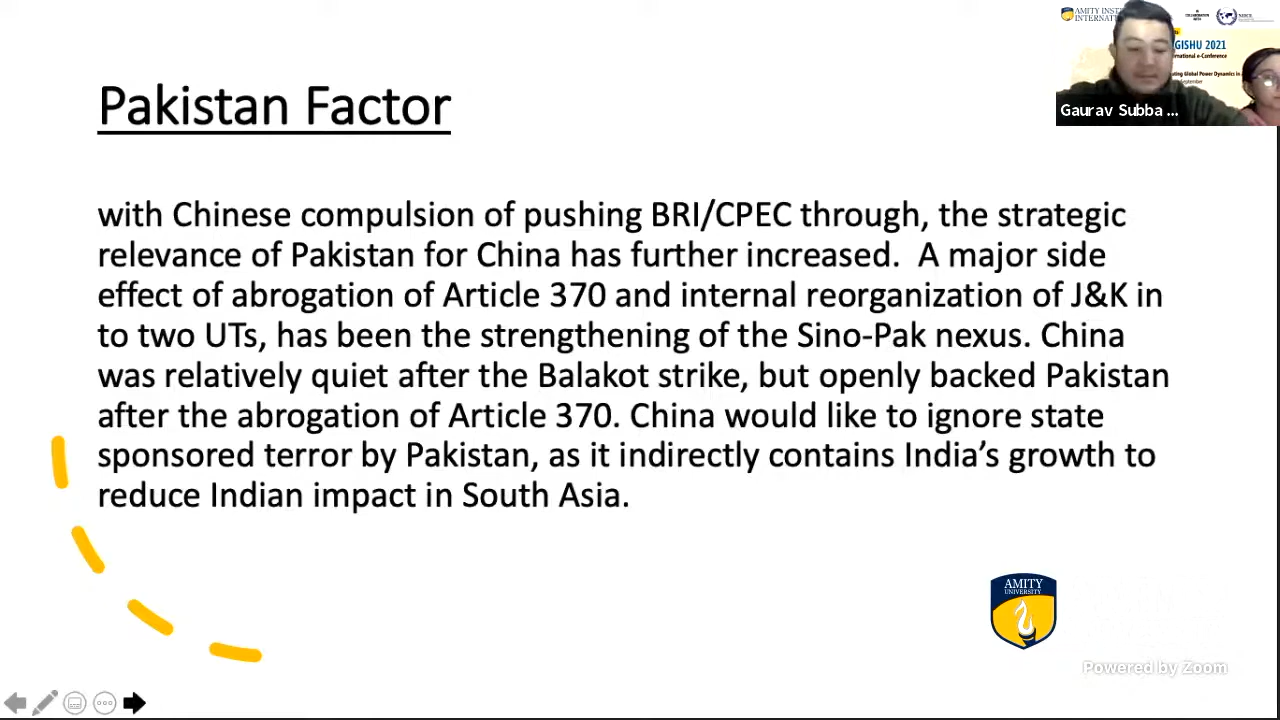 Pakistan Factor
with Chinese compulsion of pushing BRI/CPEC through, the strategic
relevance of Pakistan for China has further increased.  A major side
effect of abrogation of Article 370 and internal reorganization of J&K in
to two UTs, has been the strengthening of the Sino-Pak nexus. China
was relatively quiet after the Balakot strike, but openly backed Pakistan
after the abrogation of Article 370. China would like to ignore state
sponsored terror by Pakistan, as it indirectly contains India’s growth to
reduce Indian impact in South Asia.
AMITY INST
INTERNATI
GISHU 2021
national e-Conference
ating Global Power Dynamics in
September
Gaurav Subba ...
AMITY
UNIVERSITY
Powered by Zoom